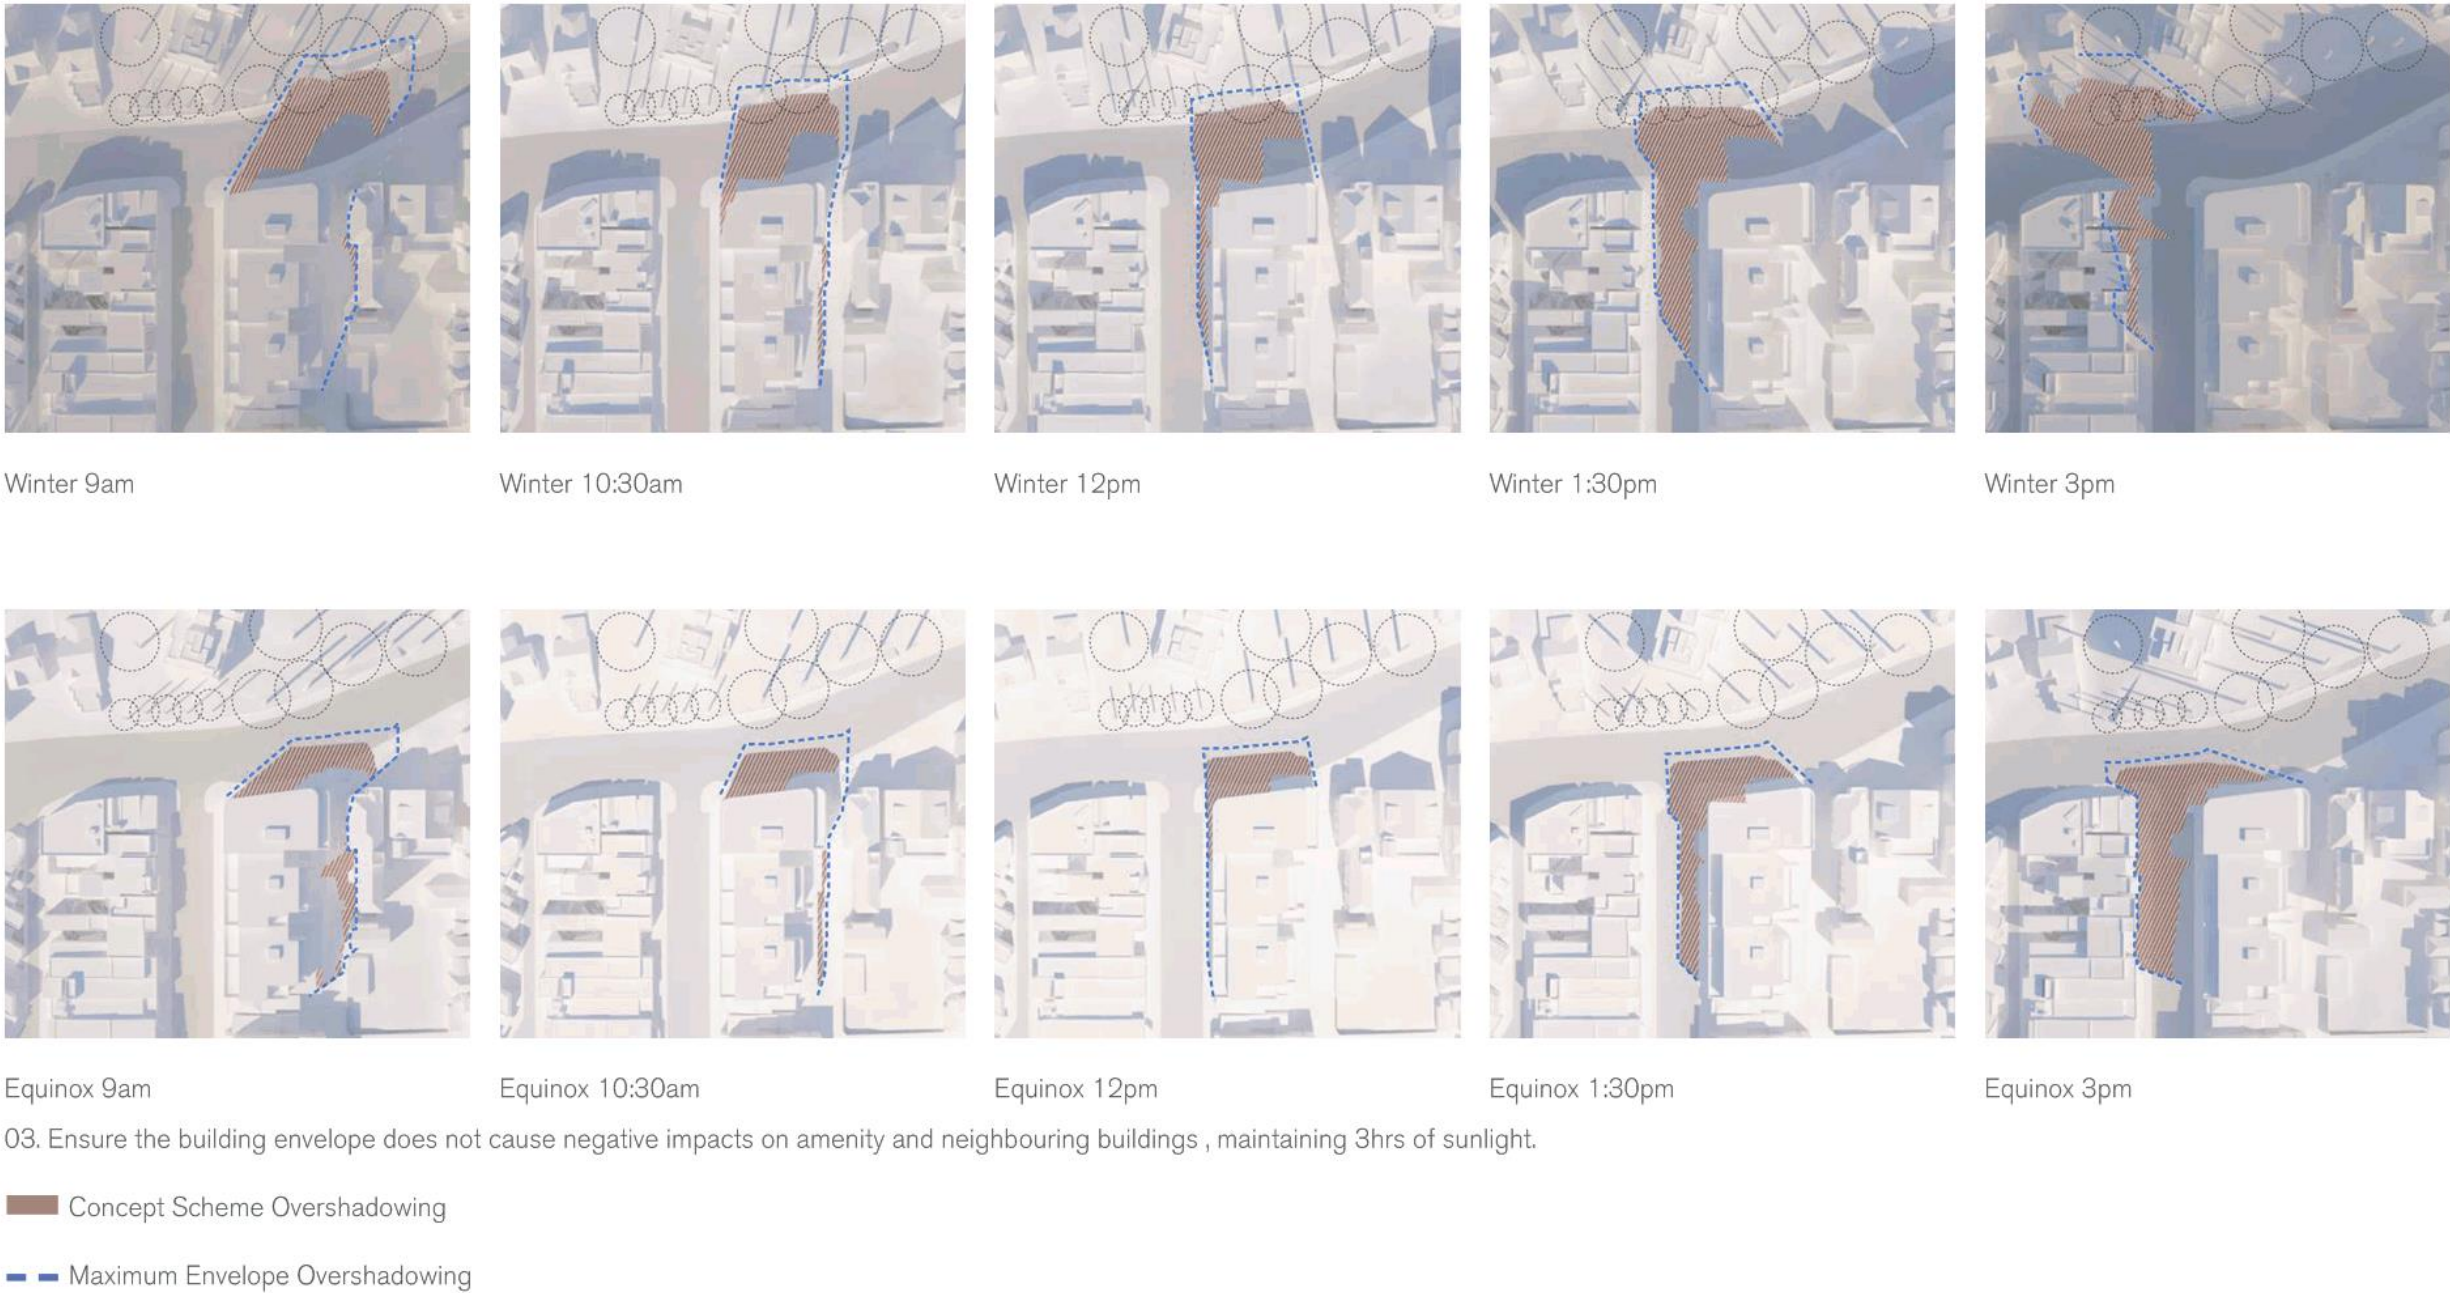 Winter 9am
Winter 10:30am
Winter 12pm
Winter 1:30pm
Winter 3pm
Equinox 9am
Equinox 10:30am
Equinox 12pm
Equinox 1:30pm
Equinox 3pm
03. Ensure the building envelope does not cause negative impacts on amenity and neighbouring buildings , maintaining 3hrs of sunlight.
Concept Scheme Overshadowing
Maximum Envelope Overshadowing